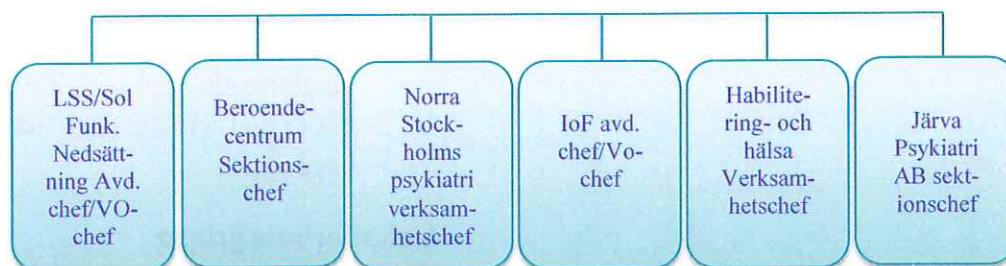 LSS/Sol
Funk.
Nedsätt-
ning Avd.
chef/VO-
chef
Beroende-
centrum
Sektions-
chef
Norra
Stock-
holms
psykiatri
verksam-
hetschef
IoF avd.
chef/Vo-
chef
Habilite-
ring- och
hälsa
Verksam-
hetschef
Järva
Psykiatri
AB sekt-
ionschef